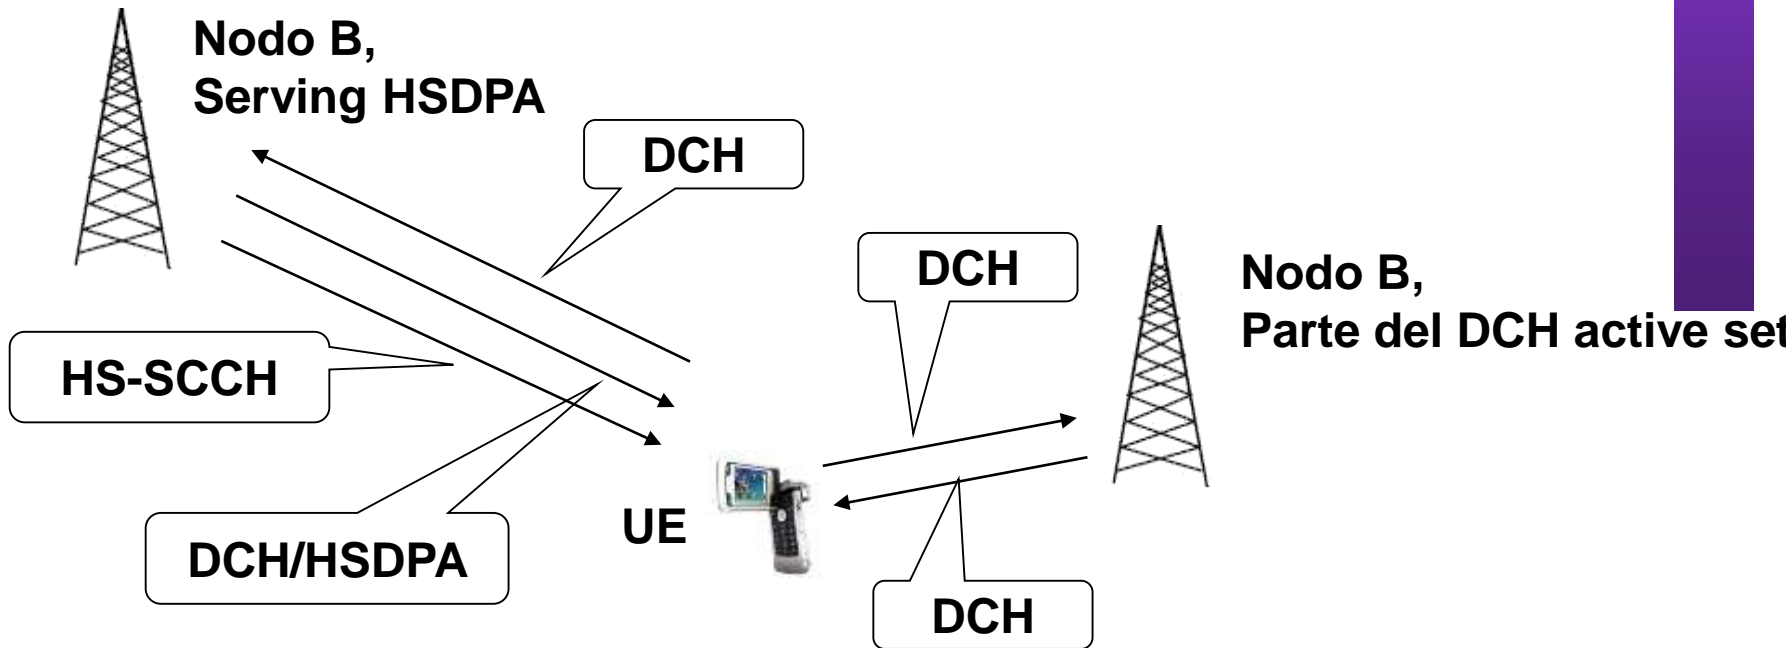 Nodo B,
Serving HSDPA
DCH
DCH
Nodo B,
Parte del DCH active set
HS-SCCH
UE
DCH/HSDPA
DCH